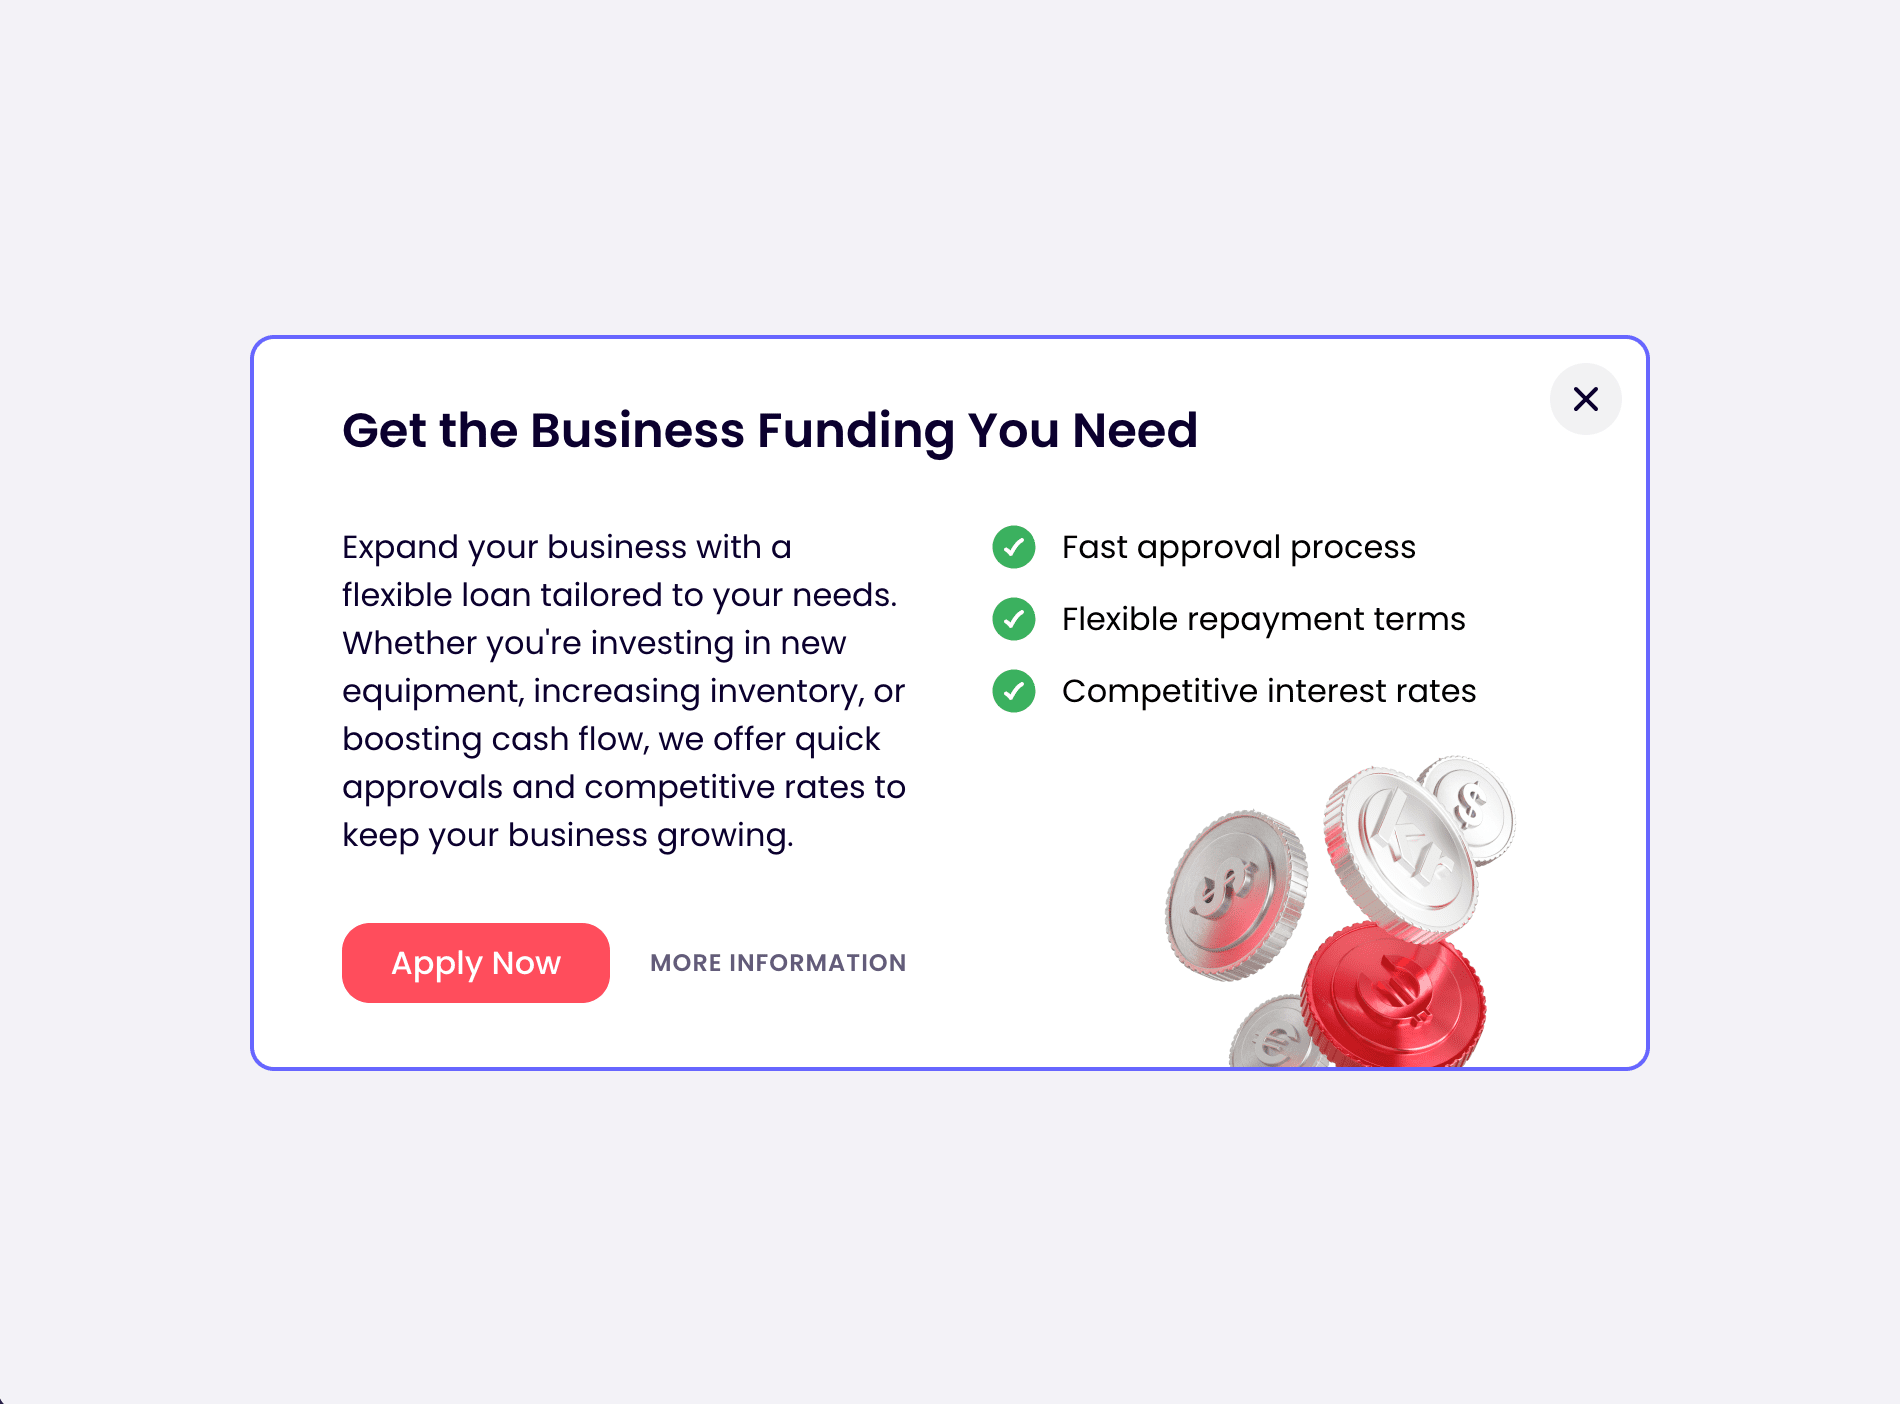 Get the Business Funding You Need
Expand your business with a
flexible loan tailored to your needs.
Whether you're investing in new
equipment, increasing inventory, or
boosting cash flow, we offer quick
approvals and competitive rates to
keep your business growing.
Fast approval process
Flexible repayment terms
Competitive interest rates
Apply Now
MORE INFORMATION
$
Kr
$
€
€